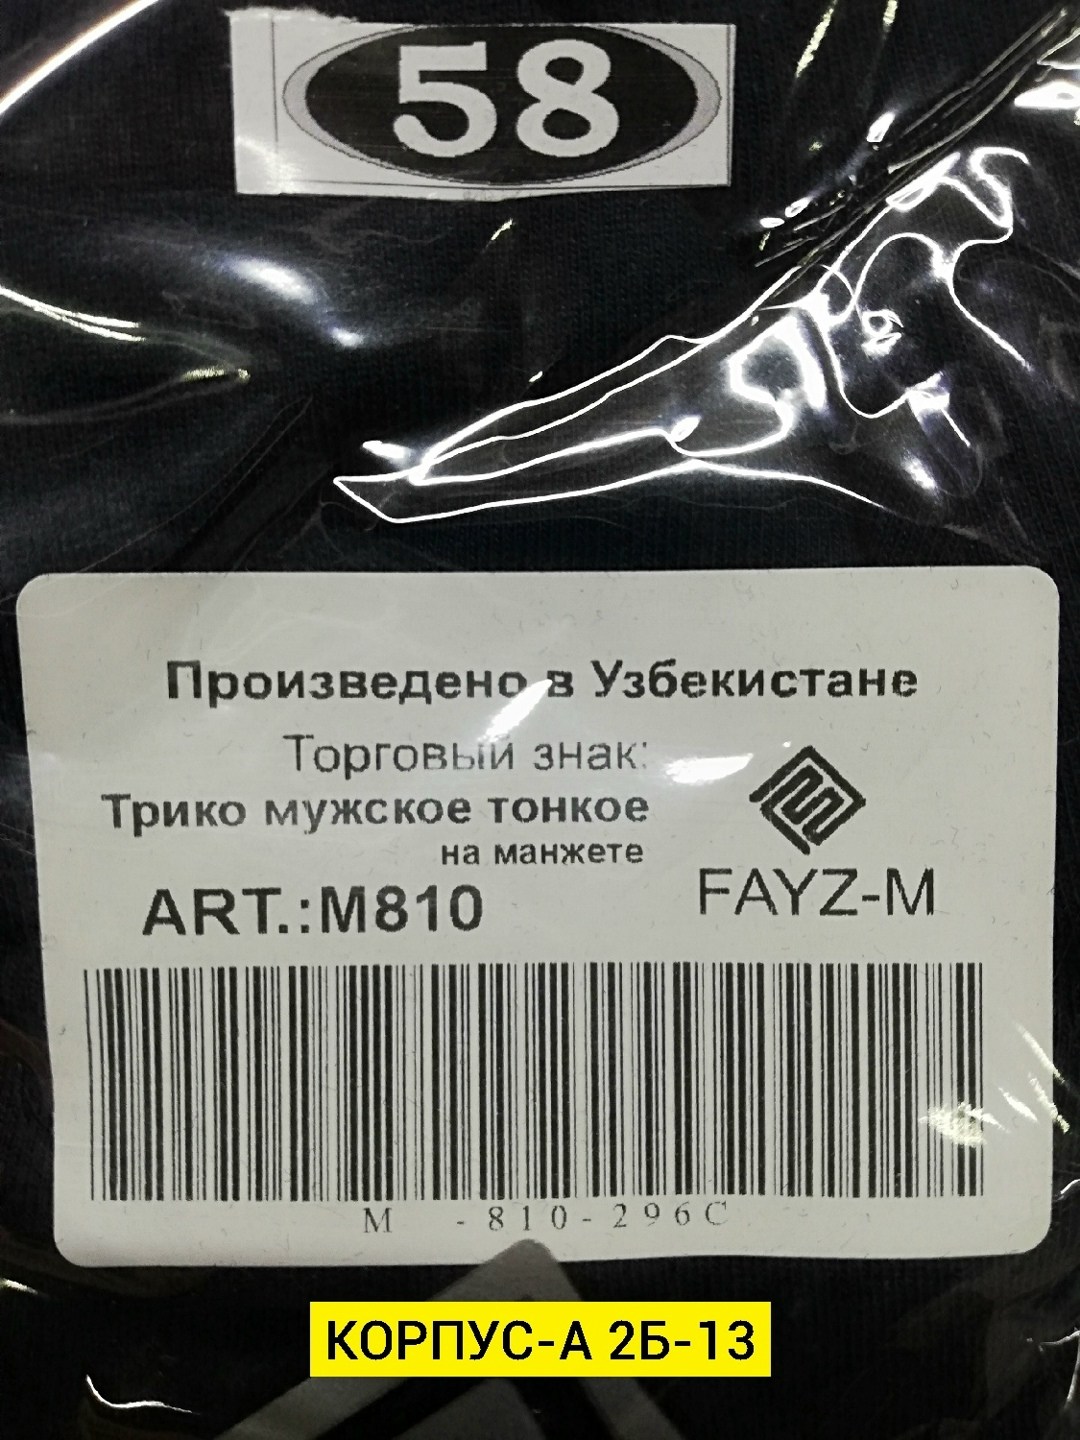 58
Произведено в Узбекистане
Торговый знак:
Трико мужское тонкое
на манжете
ART.:M810
FAYZ-M
M -810-296C
КОРПУС-А 2Б-13